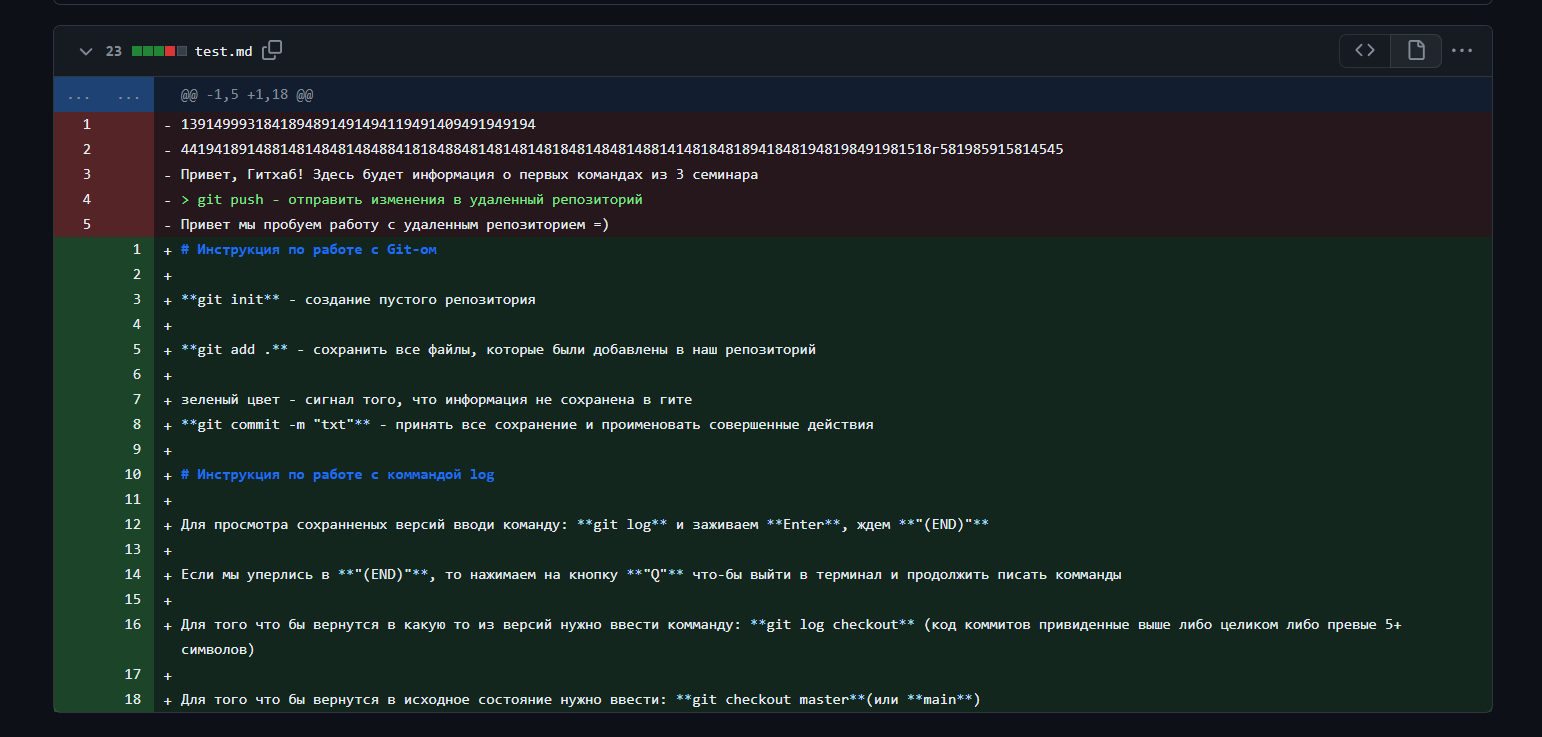 23 test.md
... ... @@ -1,5 +1,18 @@
1 - 1391499931841894891491494119491409491949194
2 - 4419418914881481484814848841818488481481481481848148481488141481848189418481948198491981518r581985915814545
3 - Привет, Гитхаб! Здесь будет информация о первых командах из 3 семинара
4 - > git push - отправить изменения в удаленный репозиторий
5 - Привет мы пробуем работу с удаленным репозиторием =)
1 + # Инструкция по работе с Git-ом
2 +
3 + **git init** - создание пустого репозитория
4 +
5 + **git add .** - сохранить все файлы, которые были добавлены в наш репозиторий
6 +
7 + зеленый цвет - сигнал того, что информация не сохранена в гите
8 + **git commit -m "txt"** - принять все сохранение и проименовать совершенные действия
9 +
10 + # Инструкция по работе с коммандой log
11 +
12 + Для просмотра сохранненых версий вводи команду: **git log** и заживаем **Enter**, ждем **"(END)"**
13 +
14 + Если мы уперлись в **"(END)"**, то нажимаем на кнопку **"Q"** что-бы выйти в терминал и продолжить писать комманды
15 +
16 + Для того что бы вернутся в какую то из версий нужно ввести комманду: **git log checkout** (код коммитов привиденные выше либо целиком либо превые 5+
символов)
17 +
18 + Для того что бы вернутся в исходное состояние нужно ввести: **git checkout master**(или **main**)